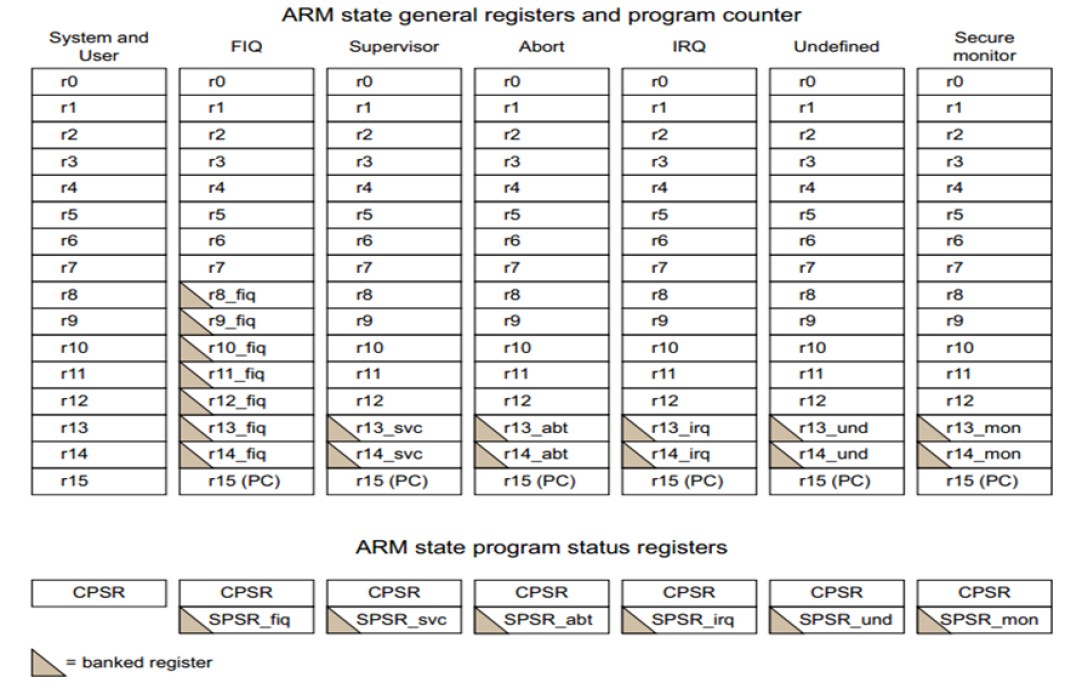 ARM state general registers and program counter
System and User FIQ Supervisor Abort IRQ Undefined Secure monitor
r0 r0 r0 r0 r0 r0 r0
r1 r1 r1 r1 r1 r1 r1
r2 r2 r2 r2 r2 r2 r2
r3 r3 r3 r3 r3 r3 r3
r4 r4 r4 r4 r4 r4 r4
r5 r5 r5 r5 r5 r5 r5
r6 r6 r6 r6 r6 r6 r6
r7 r7 r7 r7 r7 r7 r7
r8 r8_fiq r8 r8 r8 r8 r8
r9 r9_fiq r9 r9 r9 r9 r9
r10 r10_fiq r10 r10 r10 r10 r10
r11 r11_fiq r11 r11 r11 r11 r11
r12 r12_fiq r12 r12 r12 r12 r12
r13 r13_fiq r13_svc r13_abt r13_irq r13_und r13_mon
r14 r14_fiq r14_svc r14_abt r14_irq r14_und r14_mon
r15 r15 (PC) r15 (PC) r15 (PC) r15 (PC) r15 (PC) r15 (PC)
ARM state program status registers
CPSR CPSR CPSR CPSR CPSR CPSR CPSR
SPSR_fiq SPSR_svc SPSR_abt SPSR_irq SPSR_und SPSR_mon
= banked register